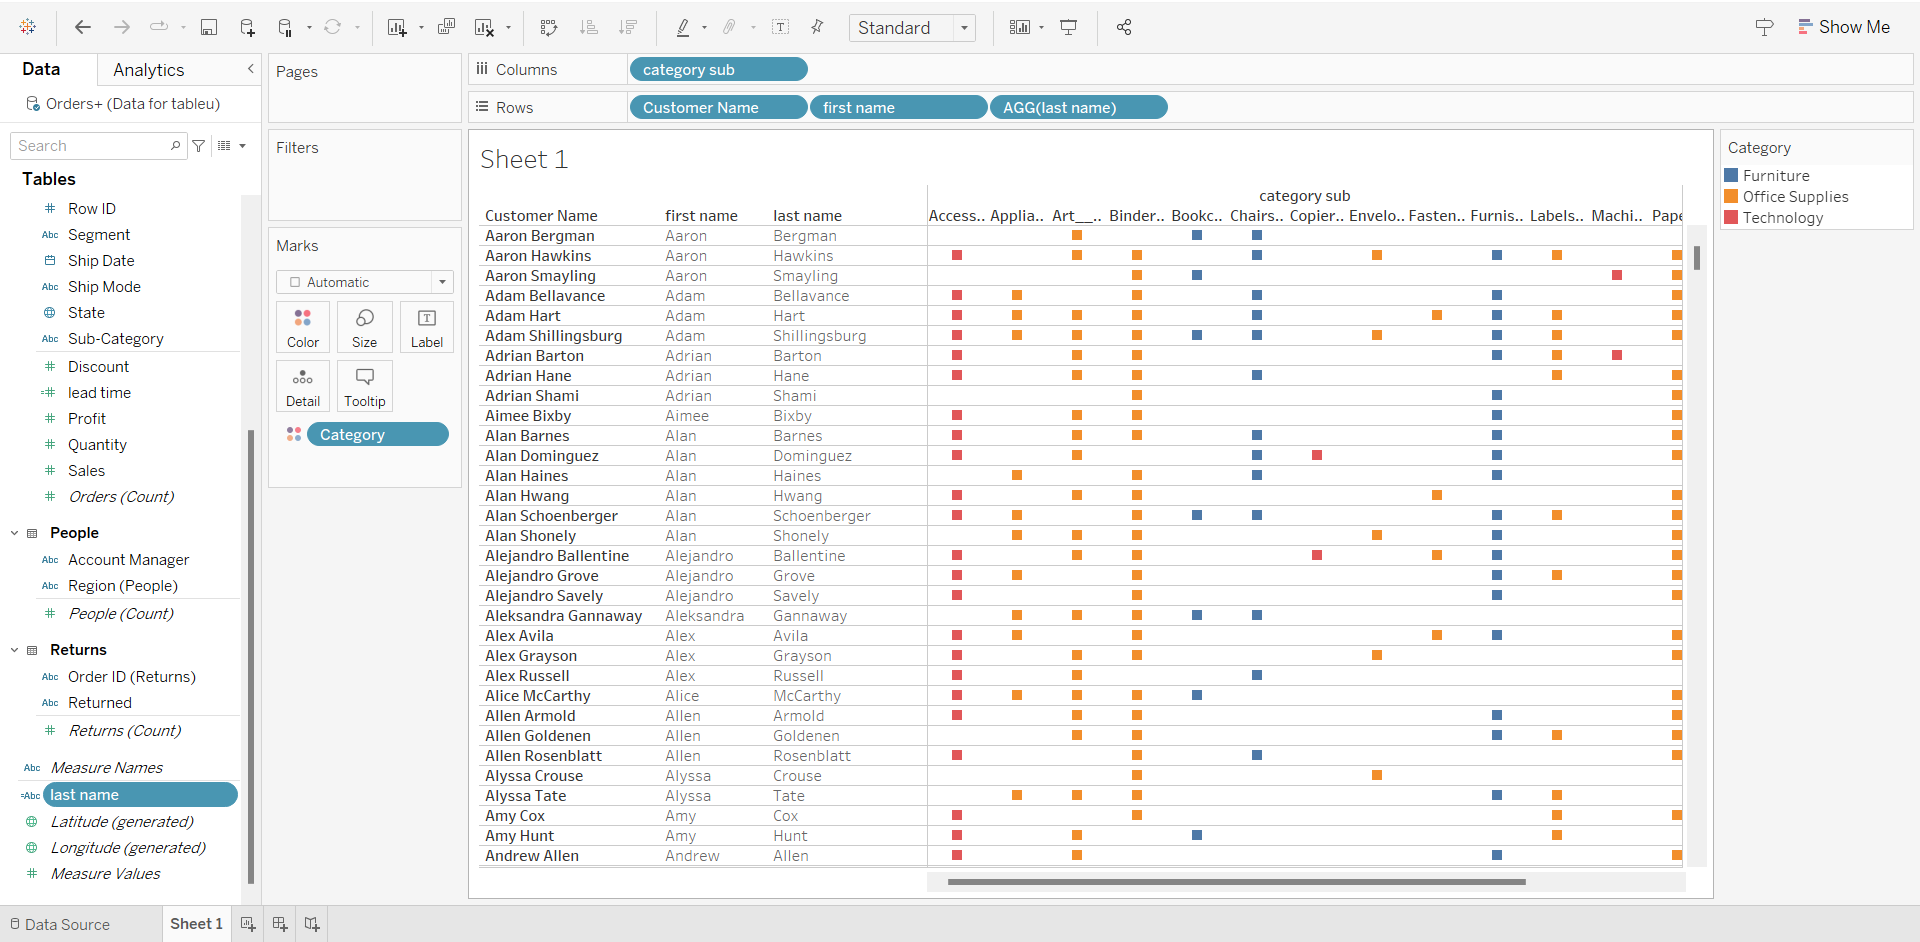 Standard
Show Me
Data
Analytics
Orders+ (Data for tableu)
Search
Tables
# Row ID
Abc Segment
Ship Date
Abc Ship Mode
State
Abc Sub-Category
# Discount
=# lead time
# Profit
# Quantity
# Sales
# Orders (Count)
People
Abc Account Manager
Abc Region (People)
# People (Count)
Returns
Abc Order ID (Returns)
Abc Returned
# Returns (Count)
Abc Measure Names
=Abc last name
Latitude (generated)
Longitude (generated)
# Measure Values
Pages
Filters
Marks
Automatic
Color Size Label
Detail Tooltip
Category
Columns category sub
Rows Customer Name first name AGG(last name)
Sheet 1
category sub
Customer Name first name last name Access.. Applia.. Art__.. Binder.. Bookc.. Chairs.. Copier.. Envelo.. Fasten.. Furnis.. Labels.. Machi.. Pape
Aaron Bergman Aaron Bergman
Aaron Hawkins Aaron Hawkins
Aaron Smayling Aaron Smayling
Adam Bellavance Adam Bellavance
Adam Hart Adam Hart
Adam Shillingsburg Adam Shillingsburg
Adrian Barton Adrian Barton
Adrian Hane Adrian Hane
Adrian Shami Adrian Shami
Aimee Bixby Aimee Bixby
Alan Barnes Alan Barnes
Alan Dominguez Alan Dominguez
Alan Haines Alan Haines
Alan Hwang Alan Hwang
Alan Schoenberger Alan Schoenberger
Alan Shonely Alan Shonely
Alejandro Ballentine Alejandro Ballentine
Alejandro Grove Alejandro Grove
Alejandro Savely Alejandro Savely
Aleksandra Gannaway Aleksandra Gannaway
Alex Avila Alex Avila
Alex Grayson Alex Grayson
Alex Russell Alex Russell
Alice McCarthy Alice McCarthy
Allen Armold Allen Armold
Allen Goldenen Allen Goldenen
Allen Rosenblatt Allen Rosenblatt
Alyssa Crouse Alyssa Crouse
Alyssa Tate Alyssa Tate
Amy Cox Amy Cox
Amy Hunt Amy Hunt
Andrew Allen Andrew Allen
Category
Furniture
Office Supplies
Technology
Data Source
Sheet 1